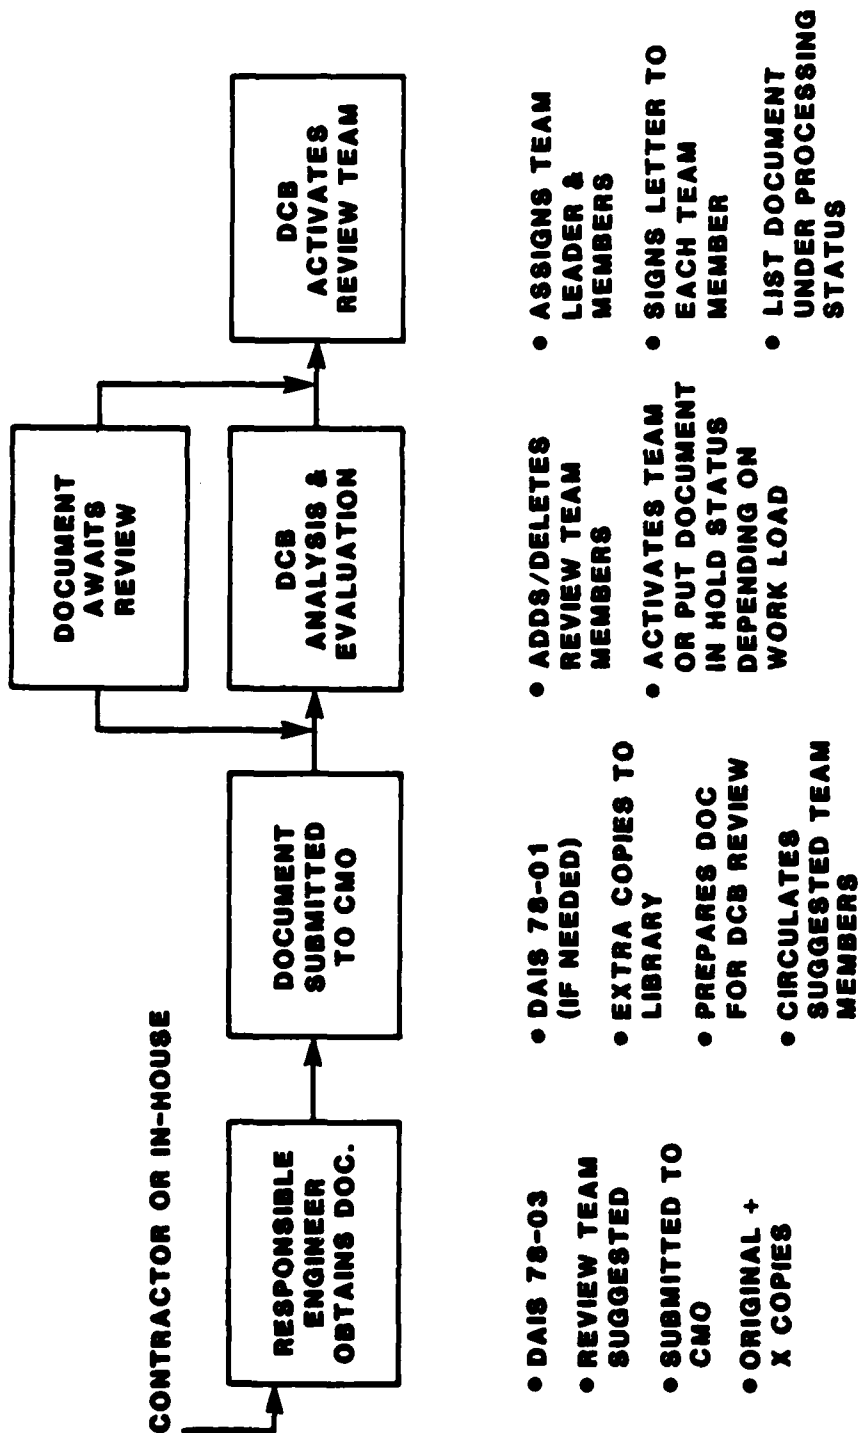 CONTRACTOR OR IN-HOUSE
RESPONSIBLE
ENGINEER
OBTAINS DOC.
DOCUMENT
SUBMITTED
TO CMO
DOCUMENT
AWAITS
REVIEW
DCB
ANALYSIS &
EVALUATION
DCB
ACTIVATES
REVIEW TEAM
• DAIS 78-03
• REVIEW TEAM
SUGGESTED
• SUBMITTED TO
CMO
• ORIGINAL +
X COPIES
• DAIS 78-01
(IF NEEDED)
• EXTRA COPIES TO
LIBRARY
• PREPARES DOC
FOR DCB REVIEW
• CIRCULATES
SUGGESTED TEAM
MEMBERS
• ADDS/DELETES
REVIEW TEAM
MEMBERS
• ACTIVATES TEAM
OR PUT DOCUMENT
IN HOLD STATUS
DEPENDING ON
WORK LOAD
• ASSIGNS TEAM
LEADER &
MEMBERS
• SIGNS LETTER TO
EACH TEAM
MEMBER
• LIST DOCUMENT
UNDER PROCESSING
STATUS